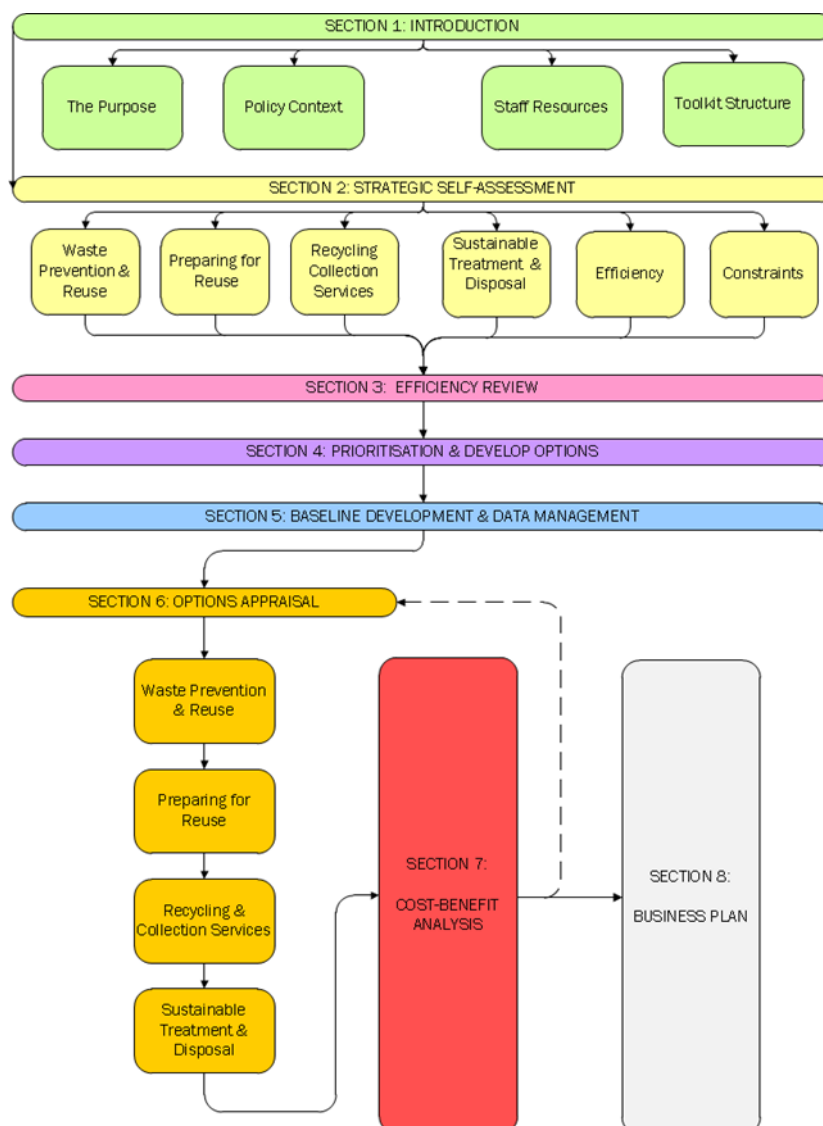 SECTION 1: INTRODUCTION
The Purpose
Policy Context
Staff Resources
Toolkit Structure
SECTION 2: STRATEGIC SELF-ASSESSMENT
Waste
Prevention &
Reuse
Preparing for
Reuse
Recycling
Collection
Services
Sustainable
Treatment &
Disposal
Efficiency
Constraints
SECTION 3: EFFICIENCY REVIEW
SECTION 4: PRIORITISATION & DEVELOP OPTIONS
SECTION 5: BASELINE DEVELOPMENT & DATA MANAGEMENT
SECTION 6: OPTIONS APPRAISAL
Waste Prevention
& Reuse
Preparing for
Reuse
Recycling &
Collection Services
Sustainable
Treatment &
Disposal
SECTION 7:
COST-BENEFIT
ANALYSIS
SECTION 8:
BUSINESS PLAN